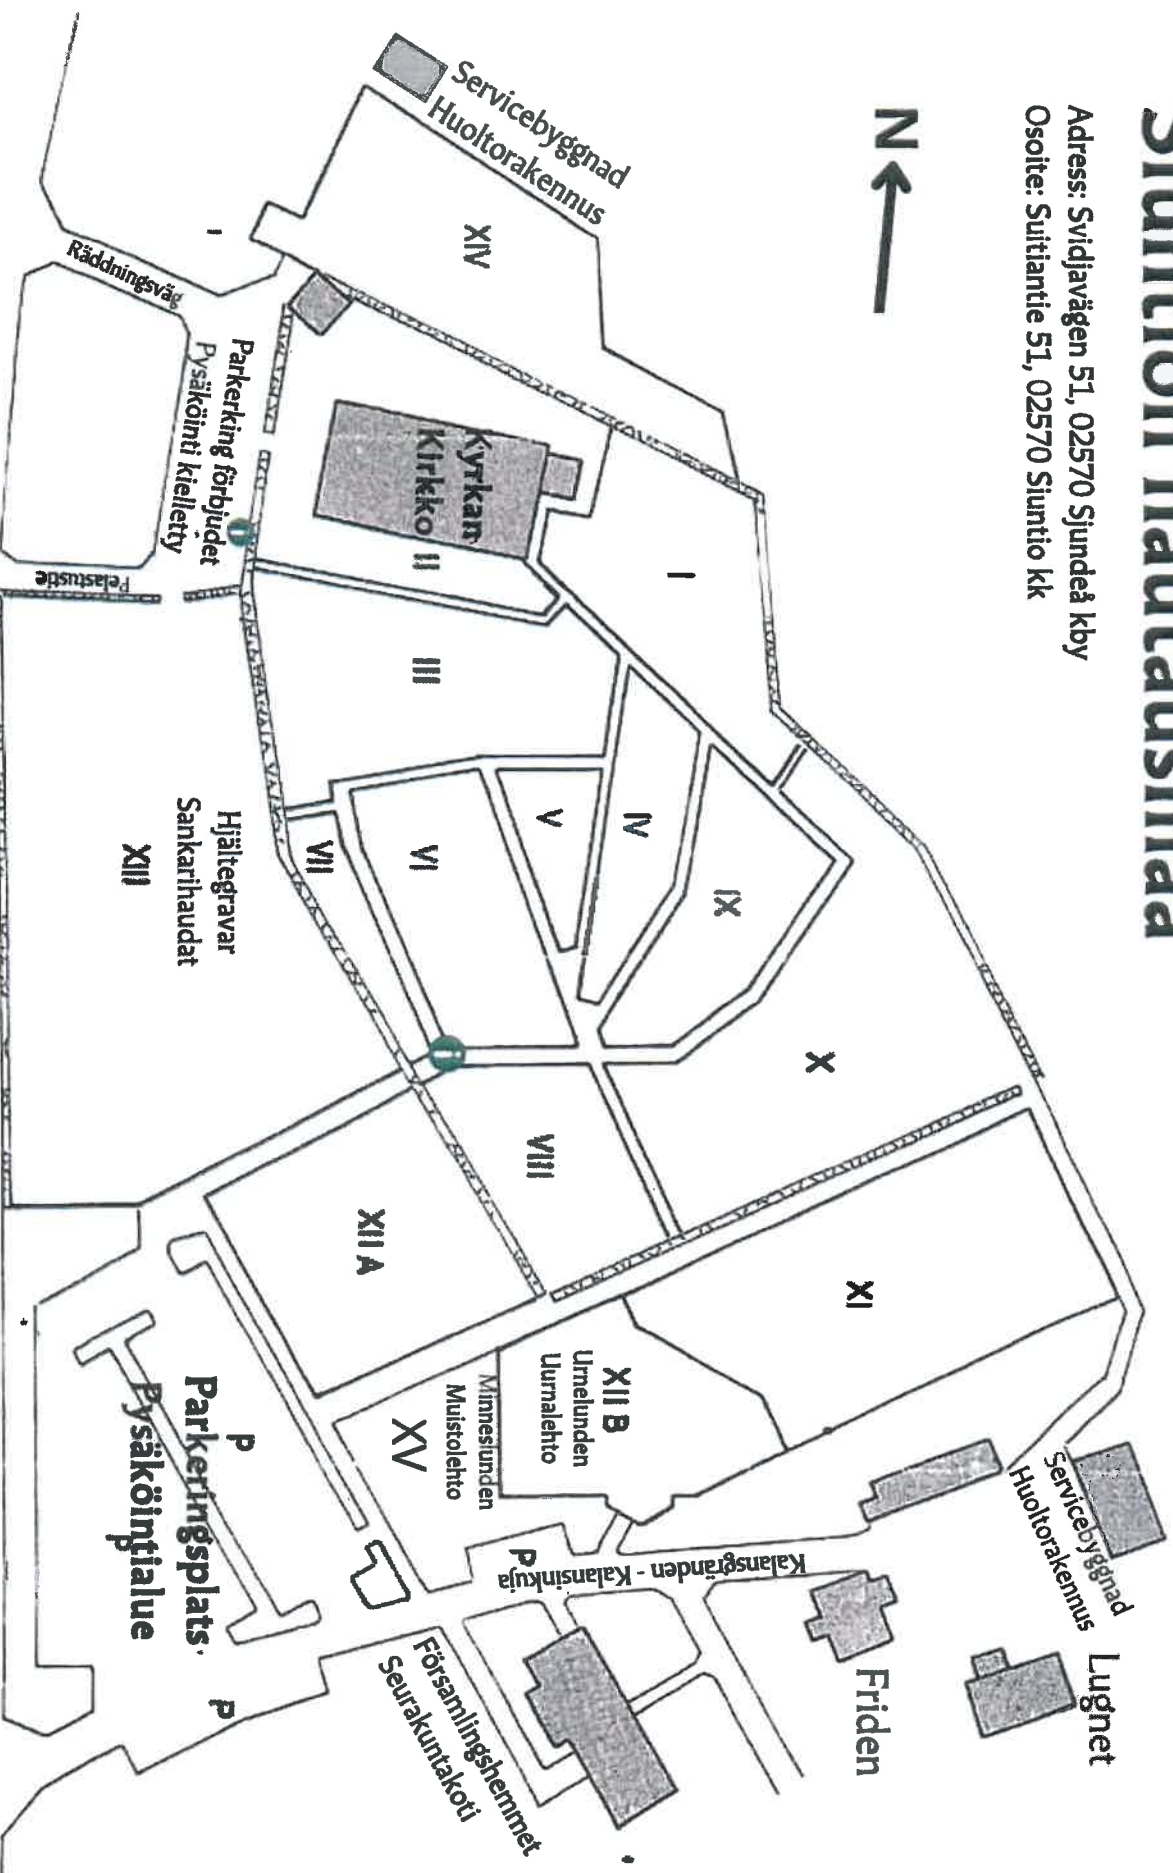 Siuntion hautausmaa
Adress: Svidjavägen 51, 02570 Sjundeå kby
Osoite: Suitiantie 51, 02570 Siuntio kk
N
Servicebyggnad
Huoltorakennus
XIV
I
Räddningsväg
Parkerking förbjudet
Pysäköinti kielletty
Pelastustie
Kyrkan
Kirkko
II
I
III
IV
V
VI
VII
IX
X
VIII
Hjältegravar
Sankarihaudat
XIII
XI
XII A
XII B
Urnelunden
Uurnalehto
Minneslunden
Muistolehto
XV
Parkeringsplats
Pysäköintialue
P
P
P
P
Kalansgränden - Kalansinkuja
Servicebyggnad
Huoltorakennus
Lugnet
Friden
Församlingshemmet
Seurakuntakoti